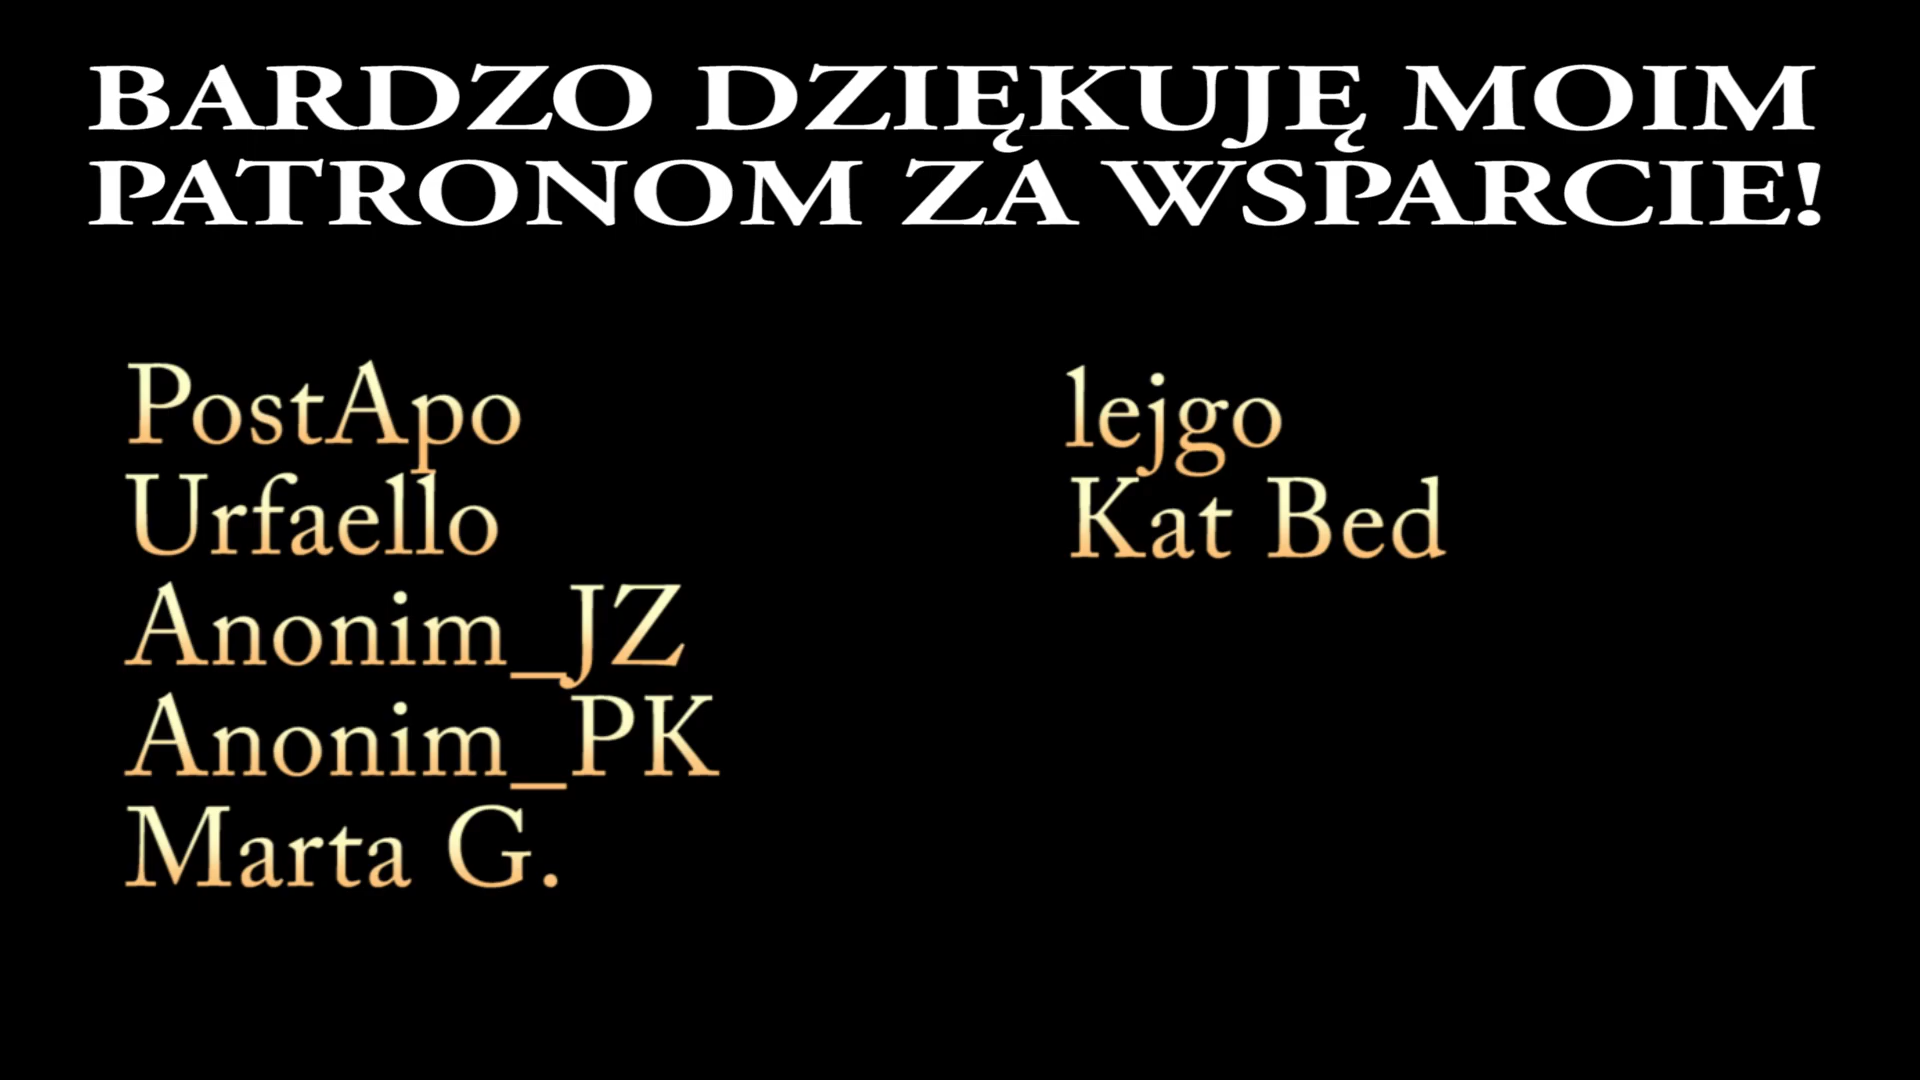 BARDZO DZIĘKUJĘ MOIM
PATRONOM ZA WSPARCIE!
PostApo
Urfaello
Anonim_JZ
Anonim_PK
Marta G.
lejgo
Kat Bed